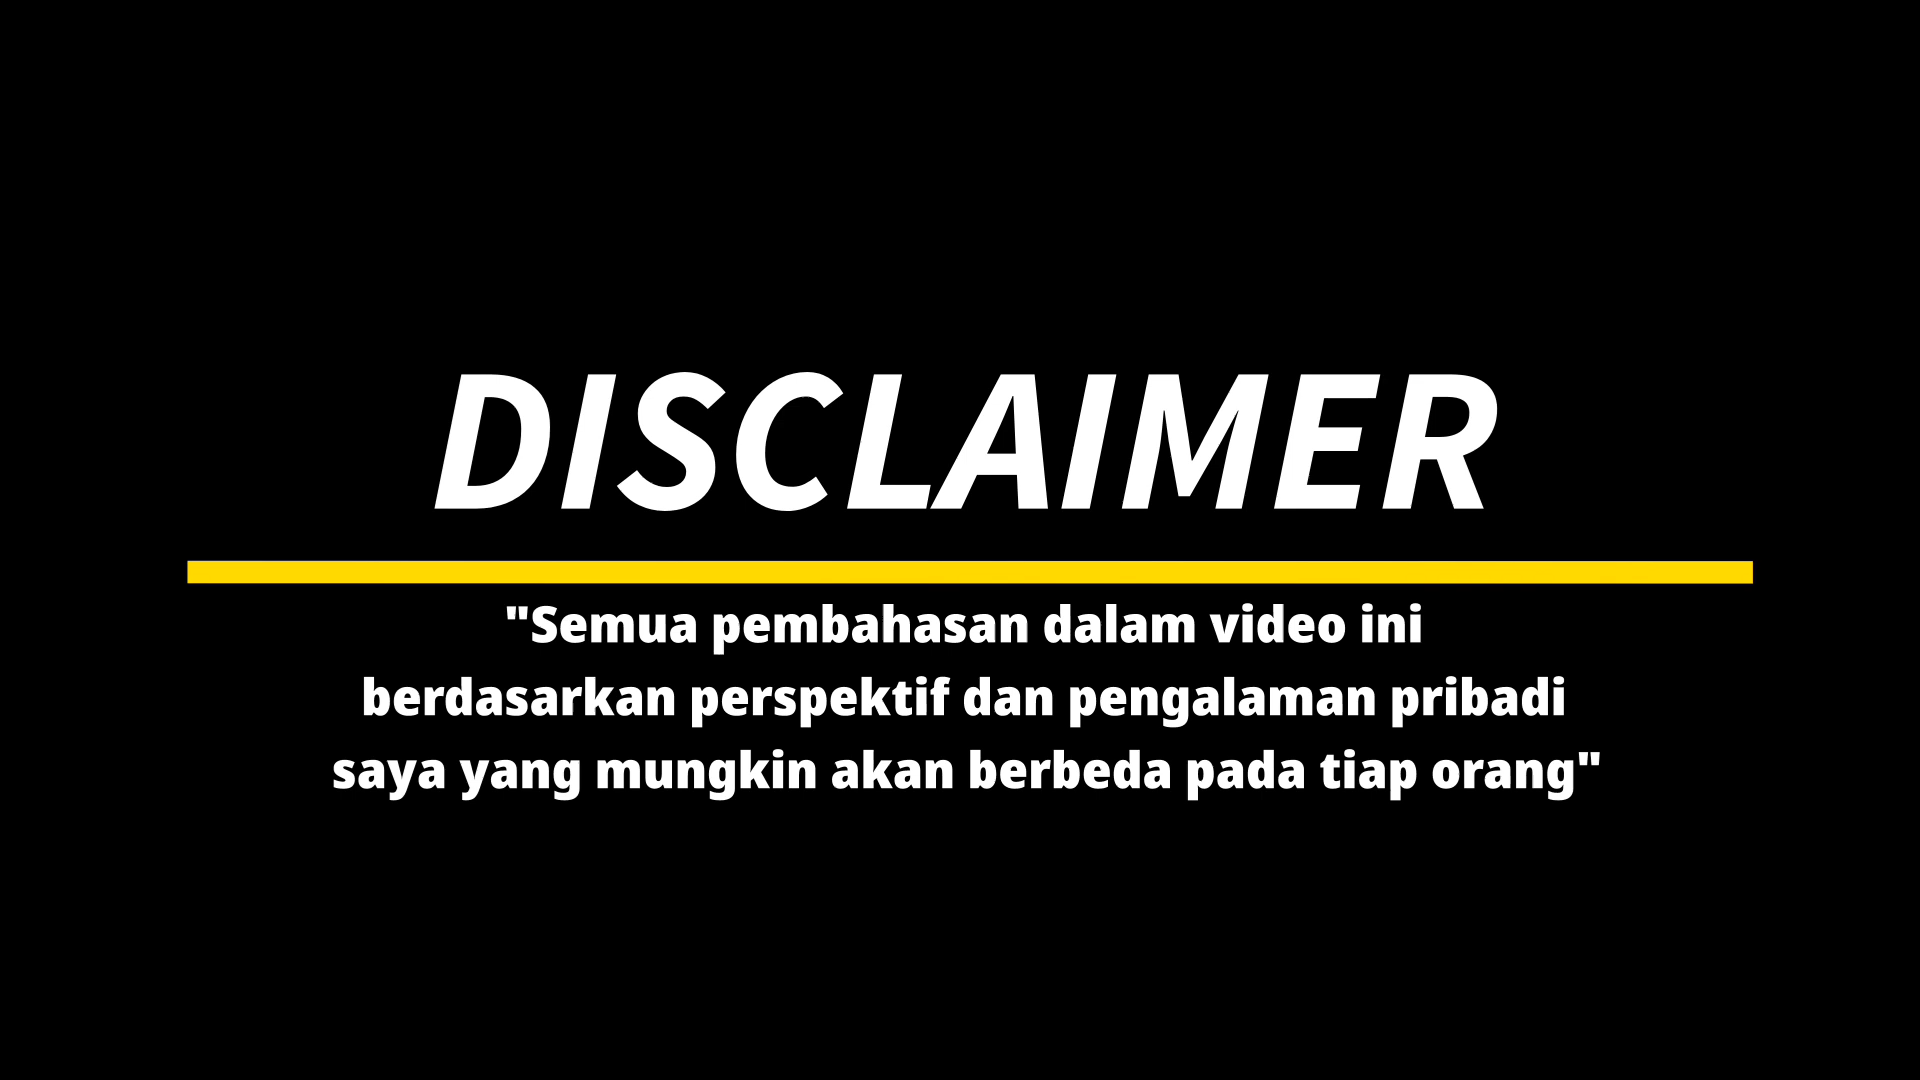 DISCLAIMER
"Semua pembahasan dalam video ini
berdasarkan perspektif dan pengalaman pribadi
saya yang mungkin akan berbeda pada tiap orang"